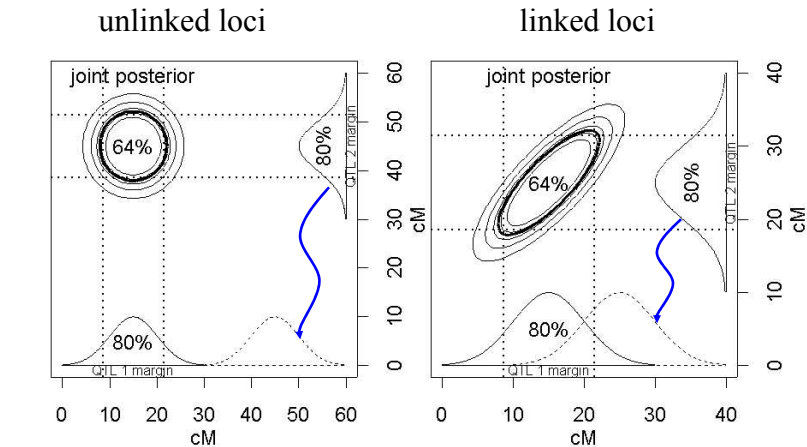 unlinked loci
joint posterior
64%
80%
QTL 2 margin
80%
QTL 1 margin
0 10 20 30 40 50 60
cM
0 10 20 30 40 50 60
cM
linked loci
joint posterior
64%
80%
QTL 2 margin
80%
QTL 1 margin
0 10 20 30 40
cM
0 10 20 30 40
cM